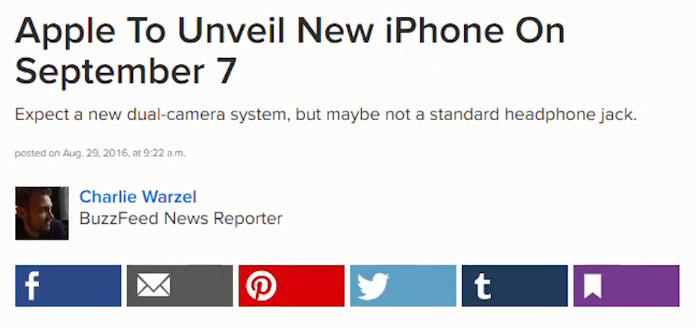 Apple To Unveil New iPhone On
September 7
Expect a new dual-camera system, but maybe not a standard headphone jack.
posted on Aug. 29, 2016, at 9:22 a.m.
Charlie Warzel
BuzzFeed News Reporter